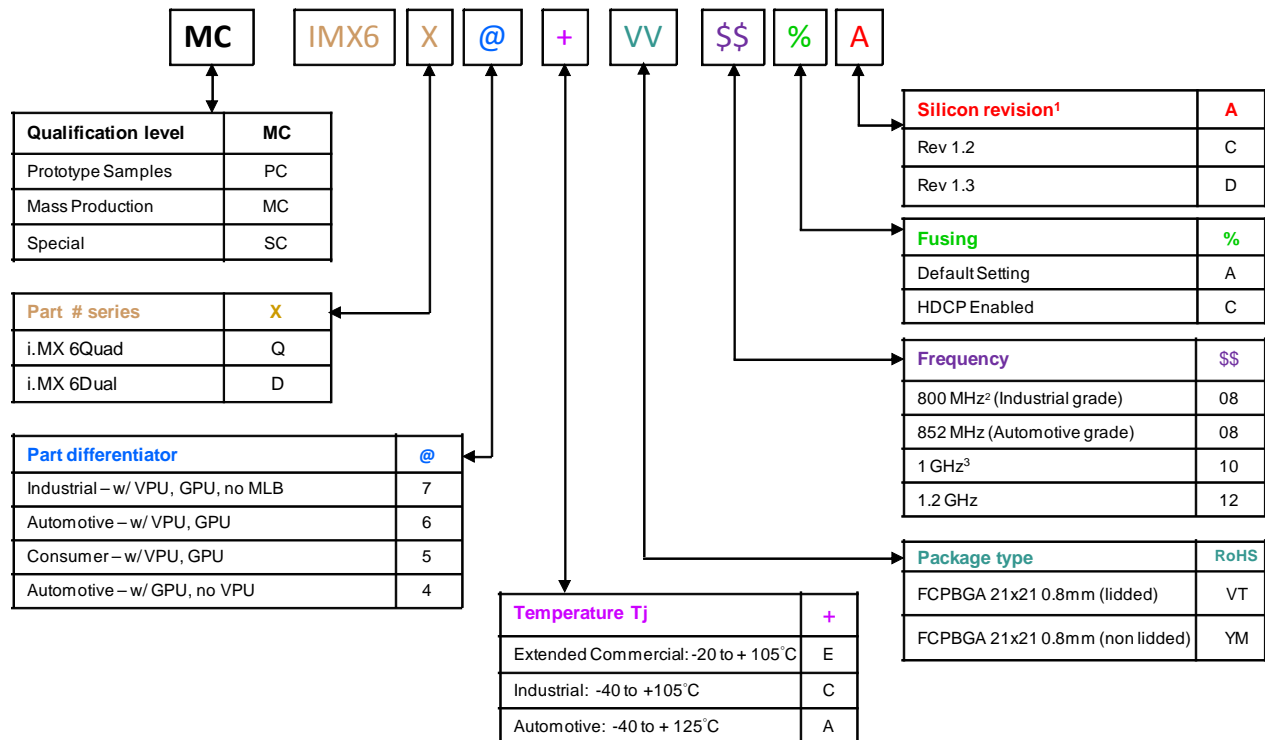 MC IMX6 X @ + VV $$ % A
Qualification level MC
Prototype Samples PC
Mass Production MC
Special SC
Part # series X
i.MX 6Quad Q
i.MX 6Dual D
Part differentiator @
Industrial – w/ VPU, GPU, no MLB 7
Automotive – w/ VPU, GPU 6
Consumer – w/ VPU, GPU 5
Automotive – w/ GPU, no VPU 4
Temperature Tj +
Extended Commercial: -20 to + 105°C E
Industrial: -40 to +105°C C
Automotive: -40 to + 125°C A
Silicon revision¹ A
Rev 1.2 C
Rev 1.3 D
Fusing %
Default Setting A
HDCP Enabled C
Frequency $$
800 MHz² (Industrial grade) 08
852 MHz (Automotive grade) 08
1 GHz³ 10
1.2 GHz 12
Package type RoHS
FCPBGA 21x21 0.8mm (lidded) VT
FCPBGA 21x21 0.8mm (non lidded) YM